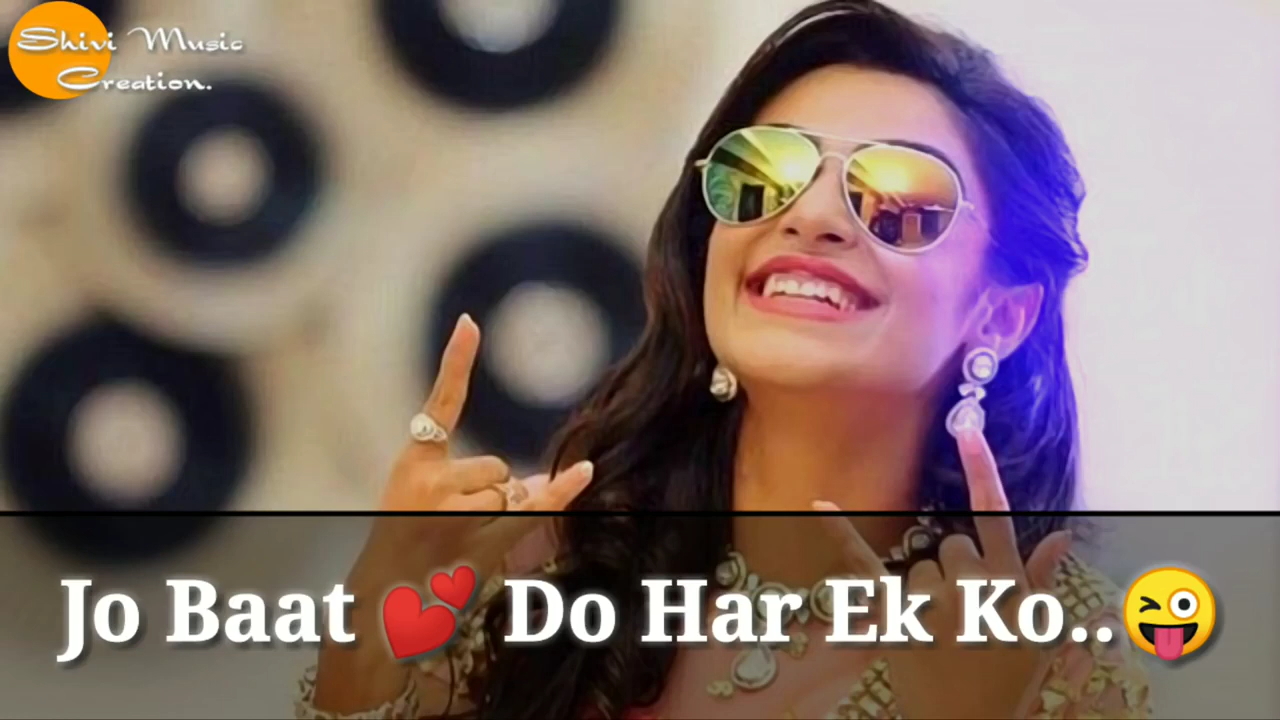 Shivi Music
Creation.
Jo Baat 💕 Do Har Ek Ko..😜